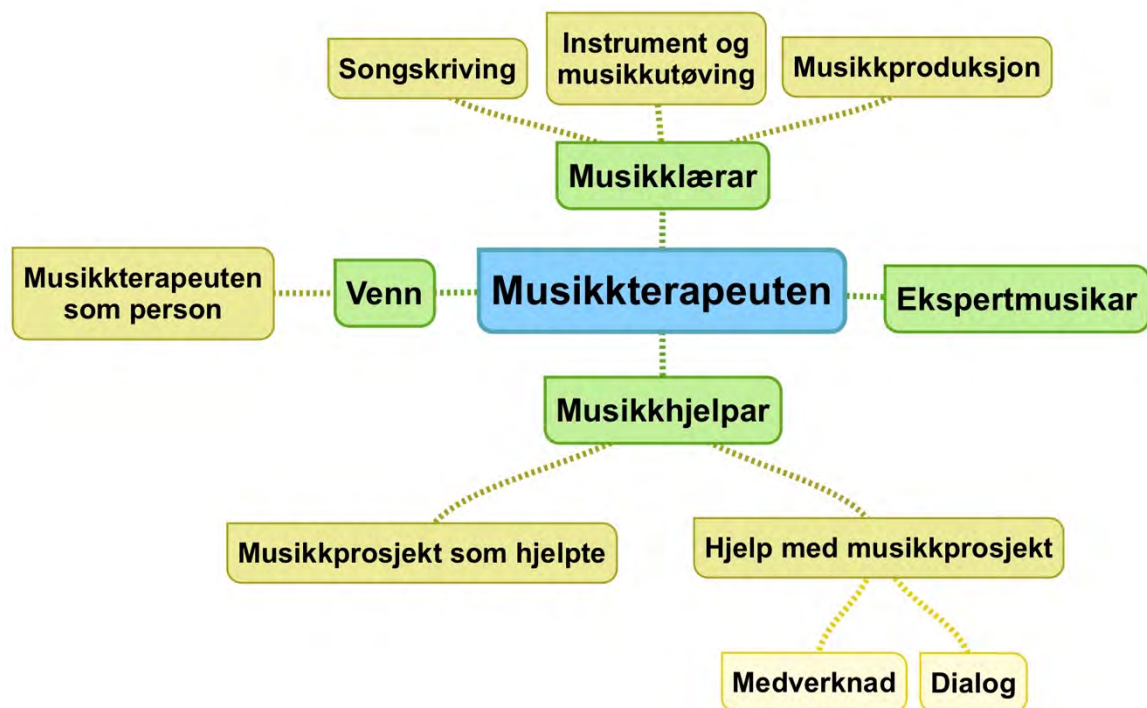 Songskriving
Instrument og
musikkutøving
Musikkproduksjon
Musikklærar
Musikkterapeuten
som person
Venn
Musikkterapeuten
Ekspertmusikar
Musikkhjelpar
Musikkprosjekt som hjelpte
Hjelp med musikkprosjekt
Medverknad
Dialog